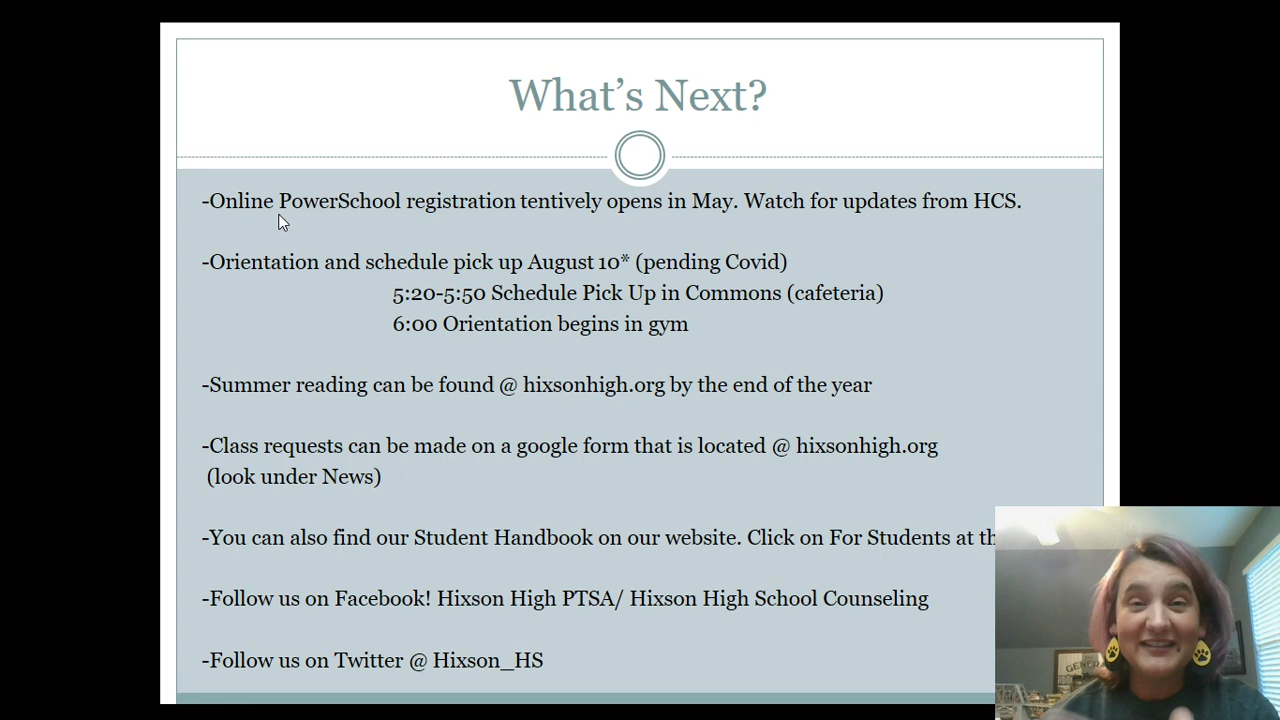 What's Next?
-Online PowerSchool registration tentively opens in May. Watch for updates from HCS.
-Orientation and schedule pick up August 10* (pending Covid)
5:20-5:50 Schedule Pick Up in Commons (cafeteria)
6:00 Orientation begins in gym
-Summer reading can be found @ hixsonhigh.org by the end of the year
-Class requests can be made on a google form that is located @ hixsonhigh.org
(look under News)
-You can also find our Student Handbook on our website. Click on For Students at
-Follow us on Facebook! Hixson High PTSA/ Hixson High School Counseling
-Follow us on Twitter @ Hixson_HS